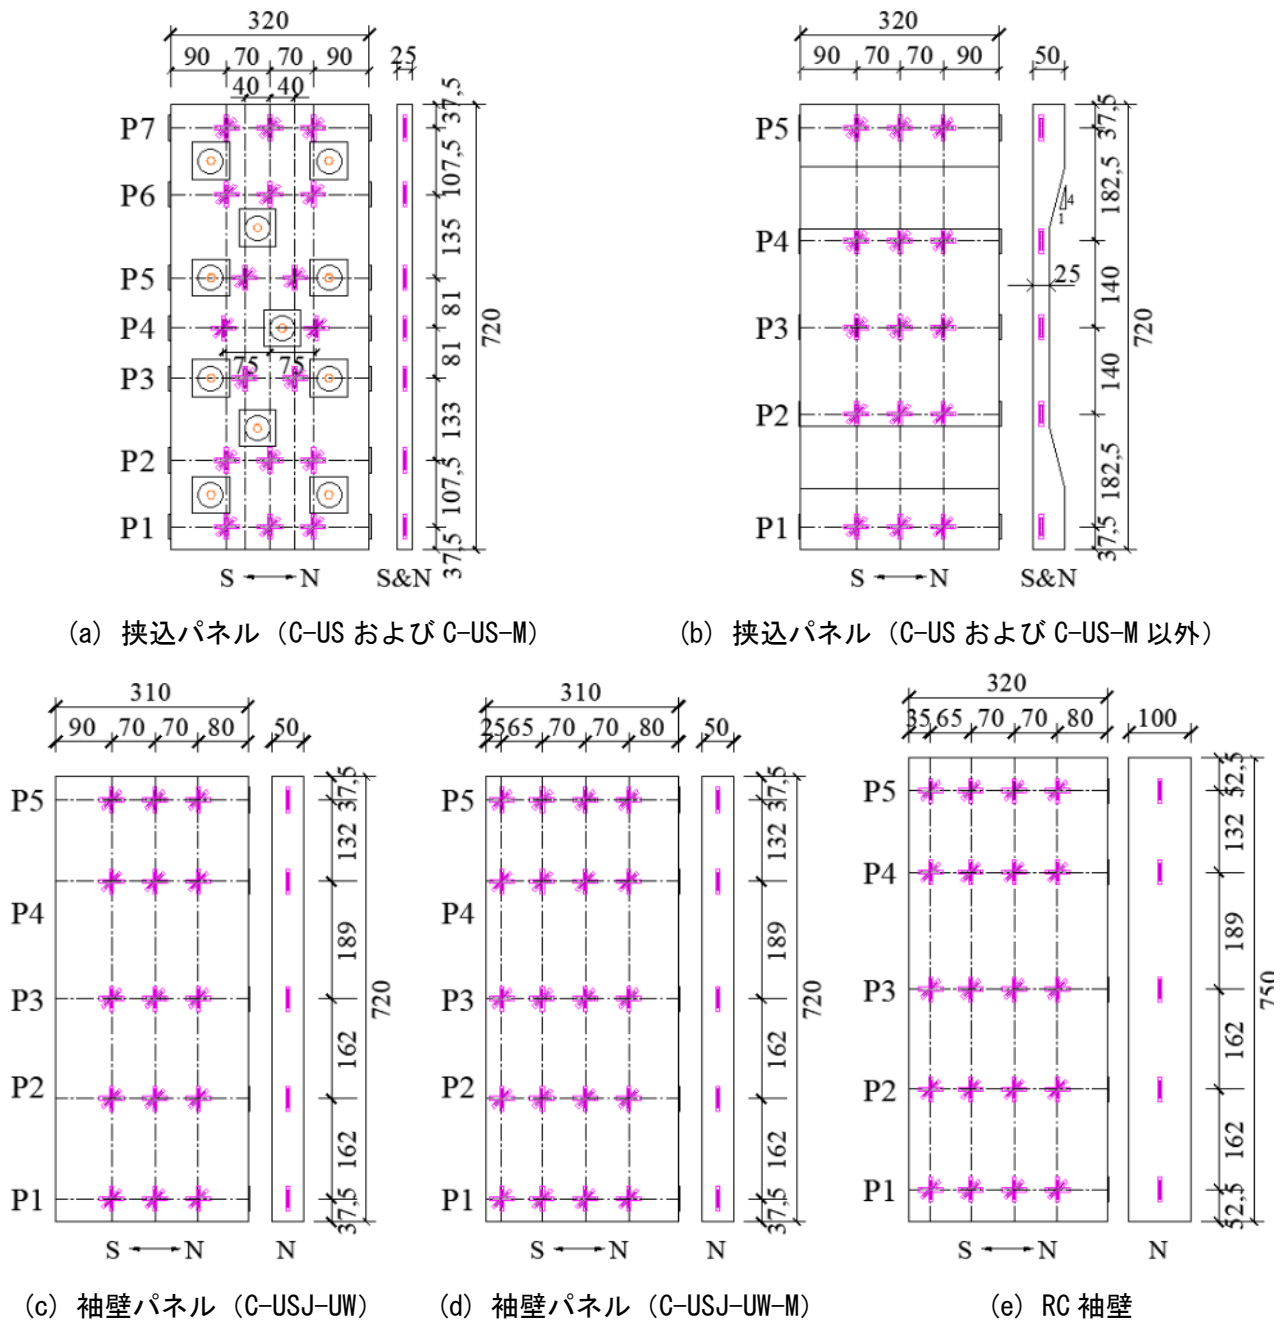 320
90 70 70 90
25
40 40
P7
P6
P5
P4
P3
P2
P1
75 75
37,5
107,5
135
81
81
133
107,5
37,5
720
S N
S&N
(a) 挟込パネル（C-US および C-US-M）
320
90 70 70 90
50
P5
P4
P3
P2
P1
4
1
25
37,5
182,5
140
140
182,5
37,5
720
S N
S&N
(b) 挟込パネル（C-US および C-US-M 以外）
310
90 70 70 80
50
P5
P4
P3
P2
P1
37,5
132
189
162
162
37,5
720
S N
N
(c) 袖壁パネル（C-USJ-UW）
310
25 65 70 70 80
50
P5
P4
P3
P2
P1
37,5
132
189
162
162
37,5
720
S N
N
(d) 袖壁パネル（C-USJ-UW-M）
320
35 65 70 70 80
100
P5
P4
P3
P2
P1
52,5
132
189
162
162
52,5
750
S N
N
(e) RC 袖壁